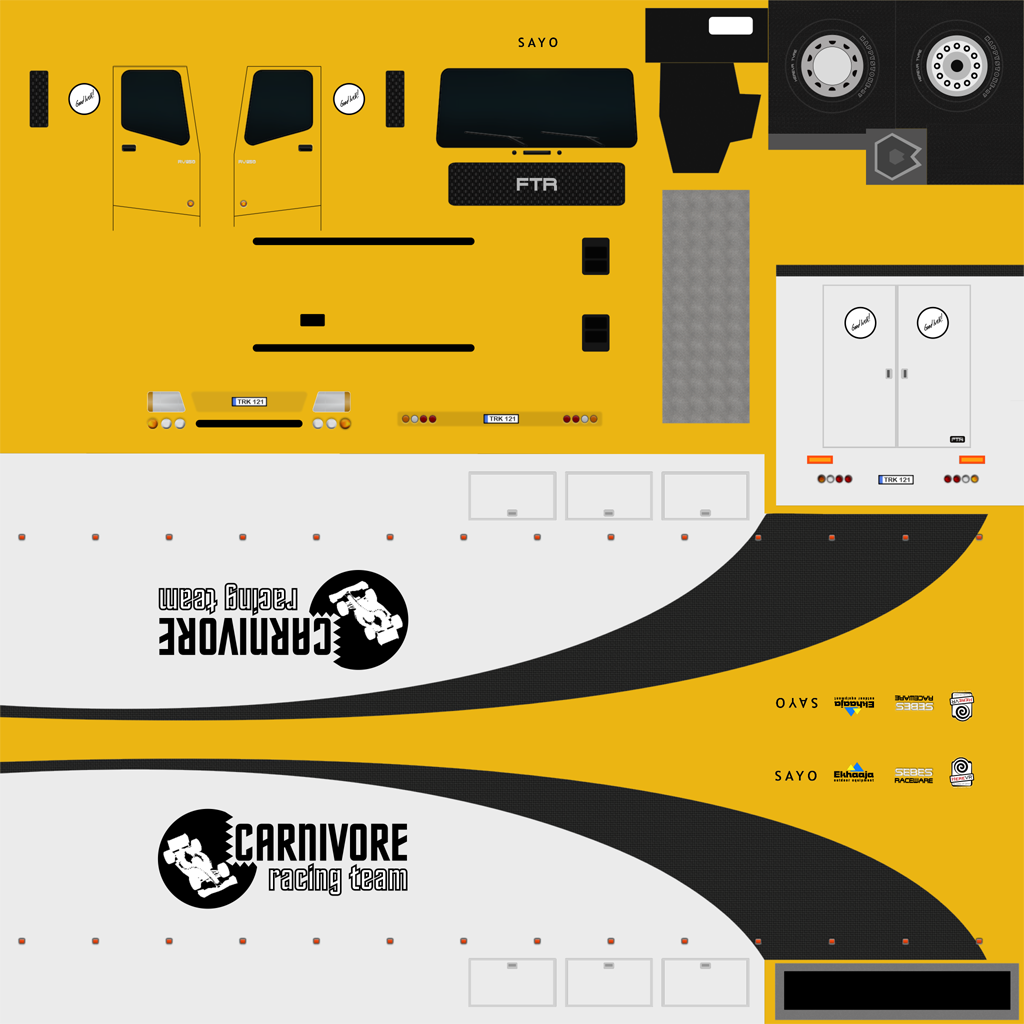 SAYO
Good luck!
Good luck!
FTR
TRK 121
TRK 121
Good luck!
Good luck!
FTR
TRK 121
CARNIVORE
racing team
SAYO
Ekhaaja
outdoor equipment
SEBES
RACEWARE
SAYO
Ekhaaja
outdoor equipment
SEBES
RACEWARE
CARNIVORE
racing team